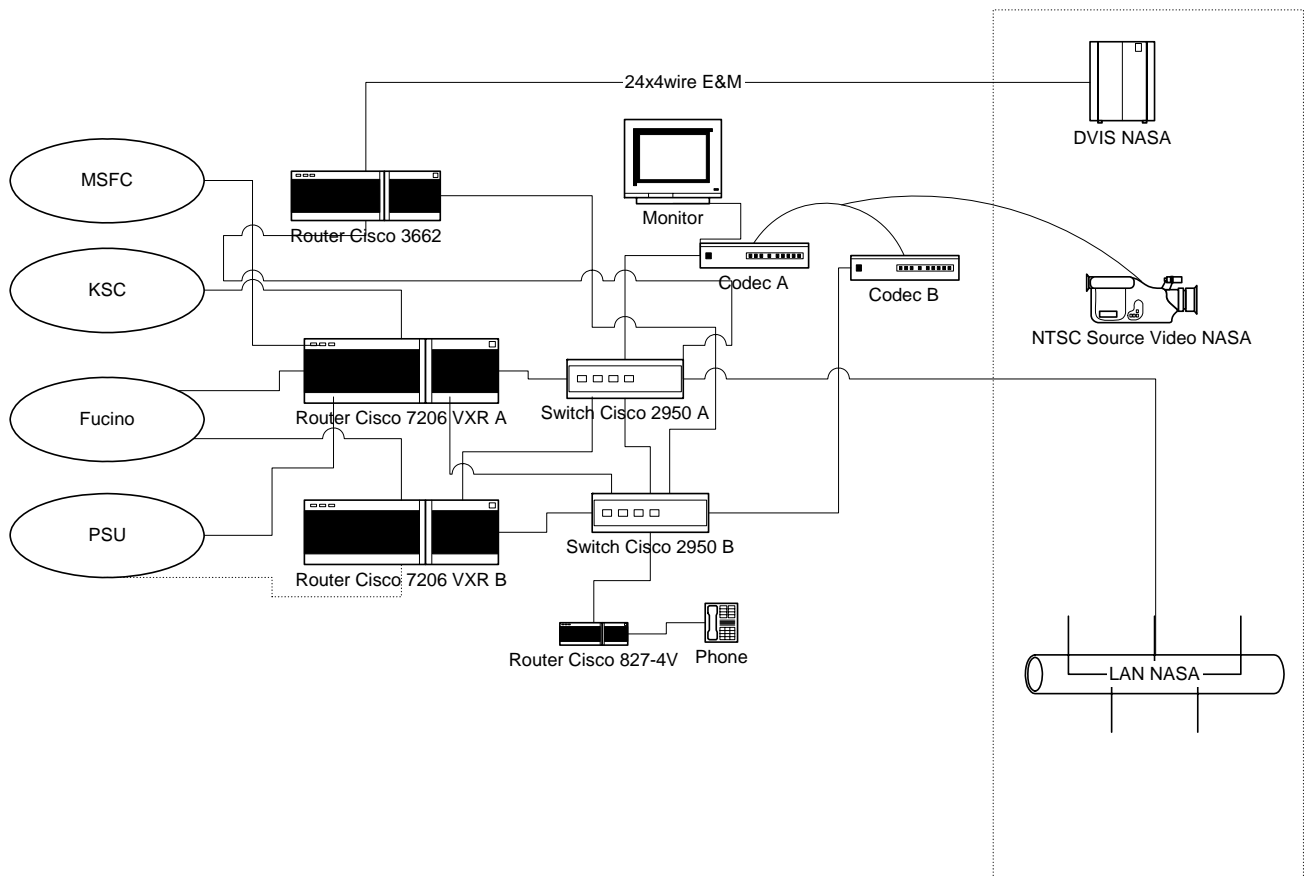 24x4wire E&M
DVIS NASA
MSFC
Monitor
Router Cisco 3662
Codec A
KSC
Codec B
NTSC Source Video NASA
Fucino
Router Cisco 7206 VXR A
Switch Cisco 2950 A
PSU
Switch Cisco 2950 B
Router Cisco 7206 VXR B
Router Cisco 827-4V
Phone
LAN NASA